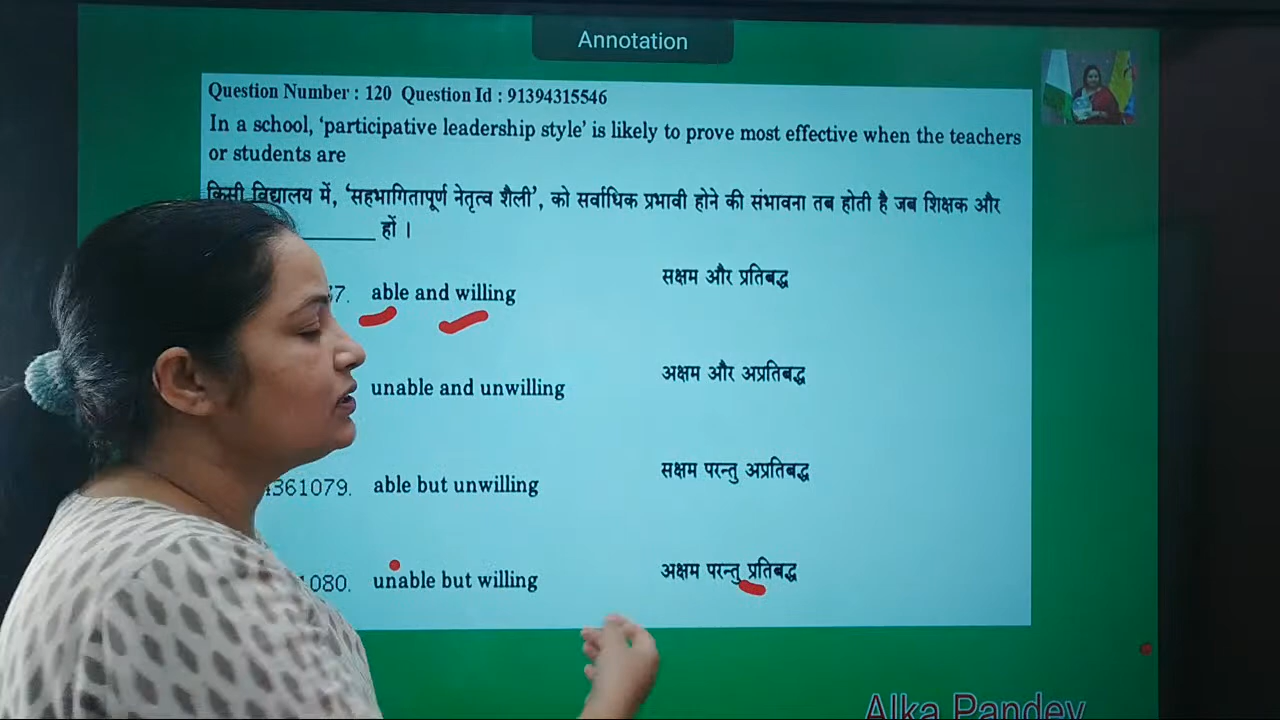 Annotation
Question Number : 120 Question Id : 91394315546
In a school, ‘participative leadership style’ is likely to prove most effective when the teachers
or students are
किसी विद्यालय में, ‘सहभागितापूर्ण नेतृत्व शैली’, को सर्वाधिक प्रभावी होने की संभावना तब होती है जब शिक्षक और
__________ हों ।
7. able and willing सक्षम और प्रतिबद्ध
unable and unwilling अक्षम और अप्रतिबद्ध
361079. able but unwilling सक्षम परन्तु अप्रतिबद्ध
080. unable but willing अक्षम परन्तु प्रतिबद्ध
Alka Pandey